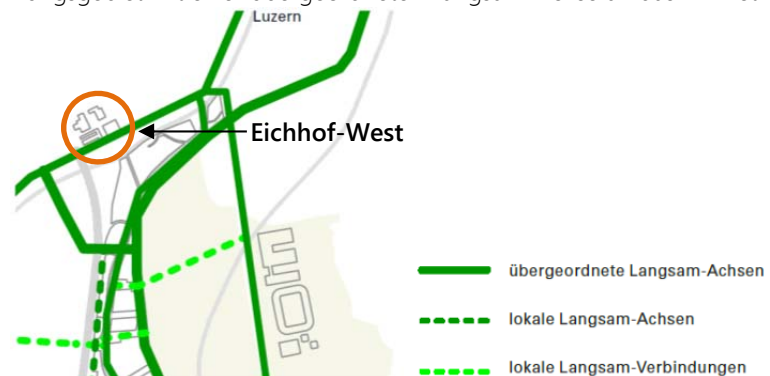 Luzern
Eichhof-West
übergeordnete Langsam-Achsen
lokale Langsam-Achsen
lokale Langsam-Verbindungen